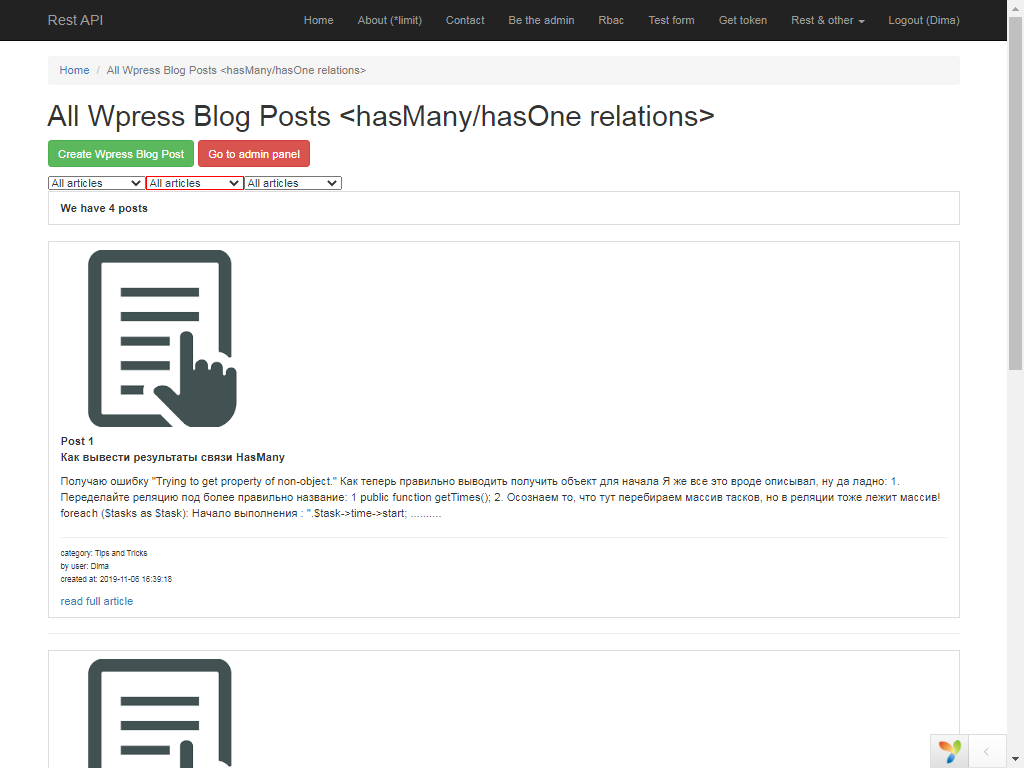 Rest API
Home About (*limit) Contact Be the admin Rbac Test form Get token Rest & other Logout (Dima)
Home / All Wpress Blog Posts <hasMany/hasOne relations>
All Wpress Blog Posts <hasMany/hasOne relations>
Create Wpress Blog Post Go to admin panel
All articles All articles All articles
We have 4 posts
Post 1
Как вывести результаты связи HasMany
Получаю ошибку "Trying to get property of non-object." Как теперь правильно выводить получить объект для начала Я же все это вроде описывал, ну да ладно: 1.
Переделайте реляцию под более правильно название: 1 public function getTimes(); 2. Осознаем то, что тут перебираем массив тасков, но в реляции тоже лежит массив!
foreach ($tasks as $task): Начало выполнения : ".$task->time->start; ..........
category: Tips and Tricks
by user: Dima
created at: 2019-11-06 16:39:18
read full article